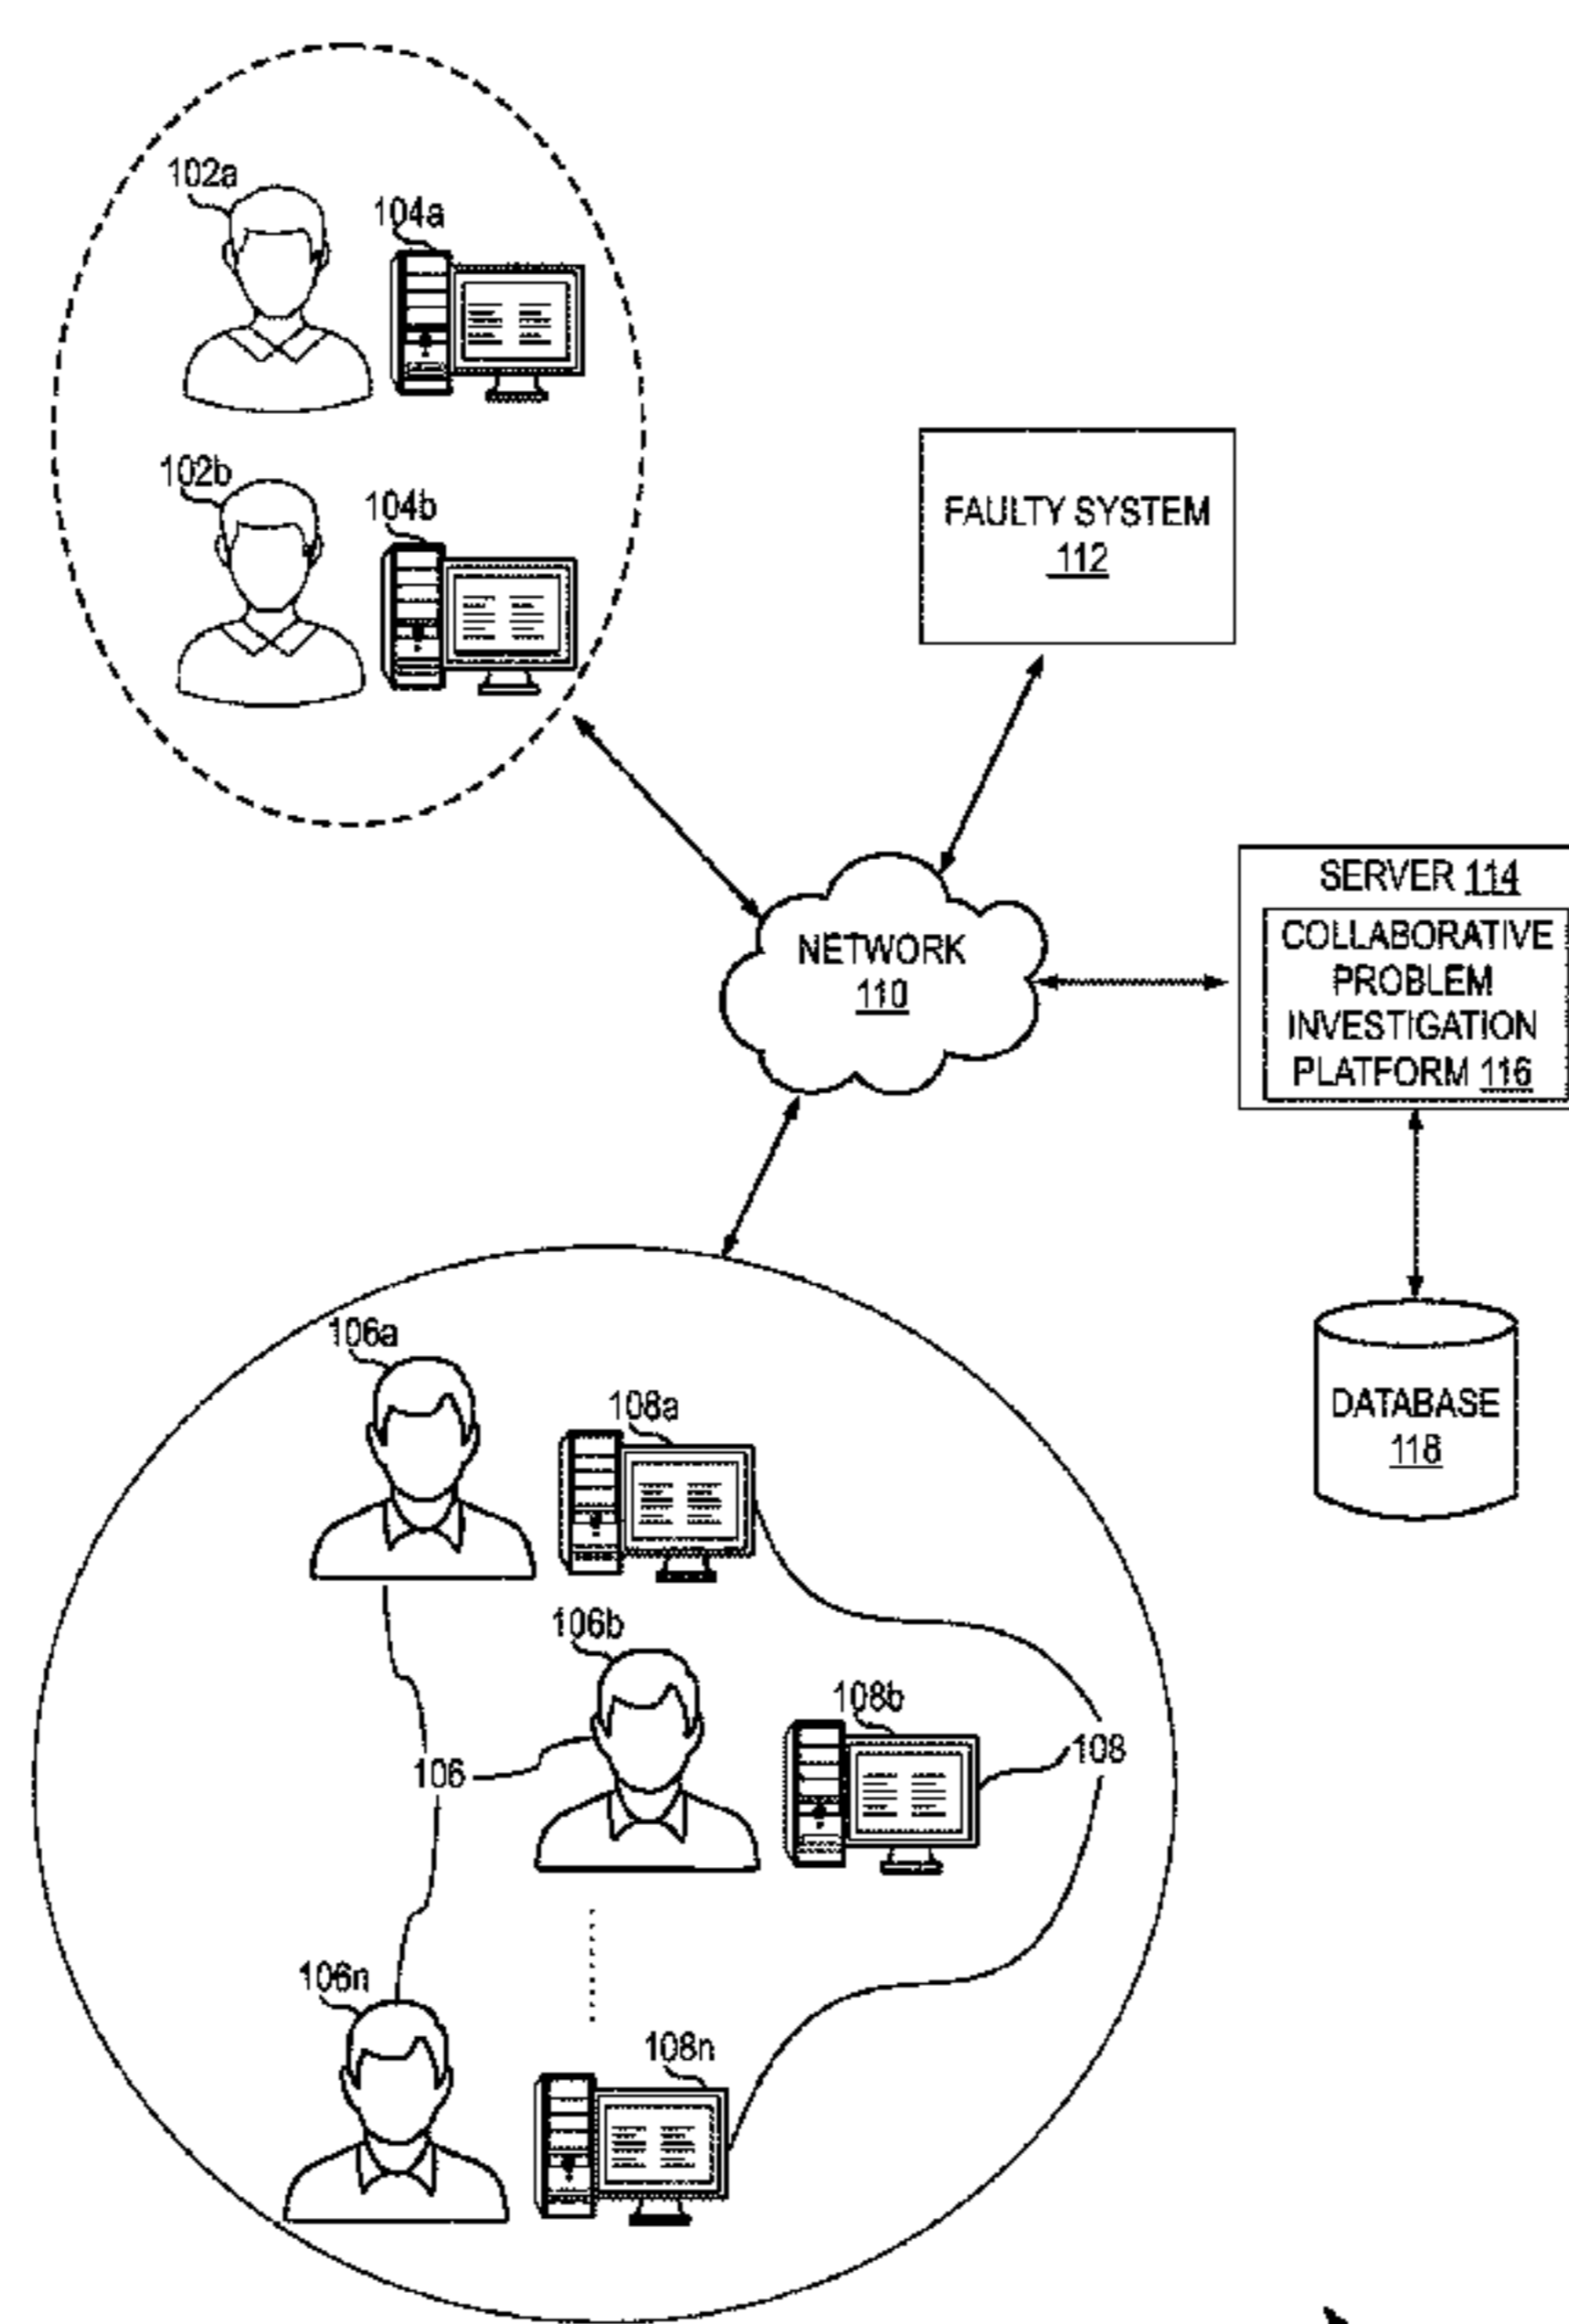 102a
104a
102b
104b
FAULTY SYSTEM
112
SERVER 114
COLLABORATIVE
PROBLEM
INVESTIGATION
PLATFORM 116
NETWORK
110
DATABASE
118
106a
108a
106b
108b
106
108
106n
108n